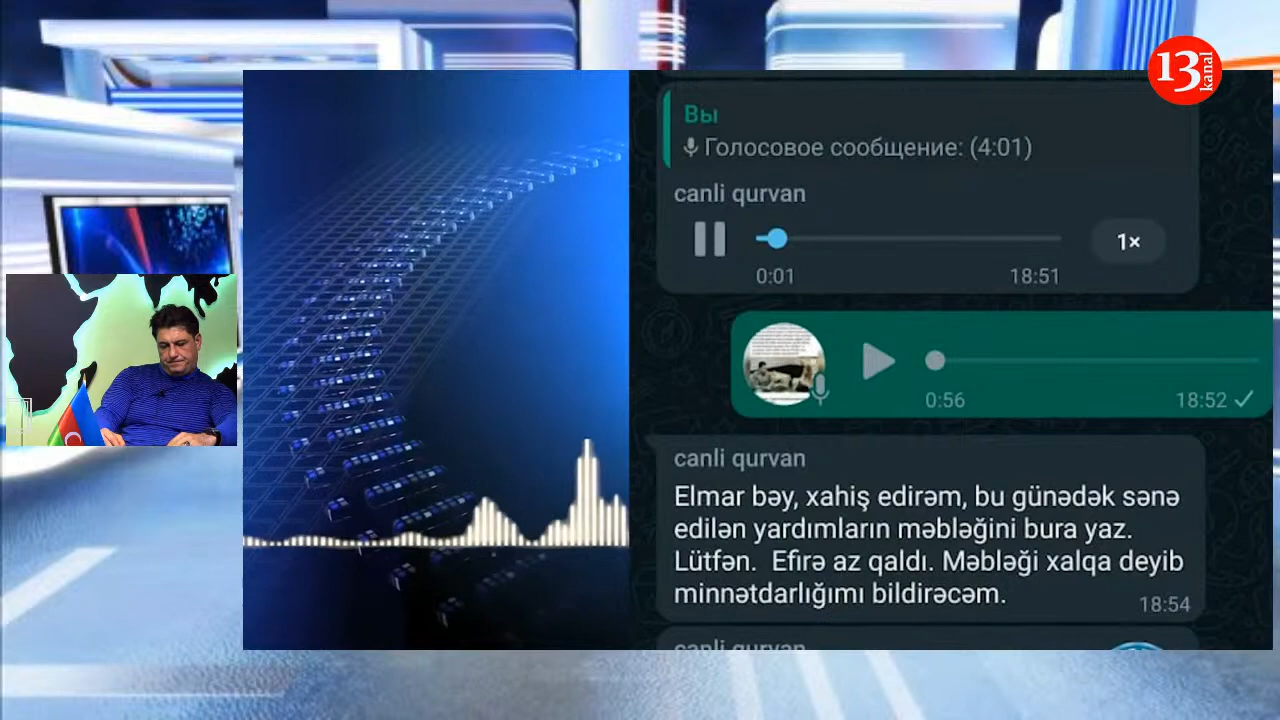 13 kanal
Вы
Голосовое сообщение: (4:01)
canli qurvan
1×
0:01 18:51
0:56 18:52
canli qurvan
Elmar bəy, xahiş edirəm, bu günədək sənə
edilən yardımların məbləğini bura yaz.
Lütfən. Efirə az qaldı. Məbləği xalqa deyib
minnətdarlığımı bildirəcəm.
18:54
canli qurvan